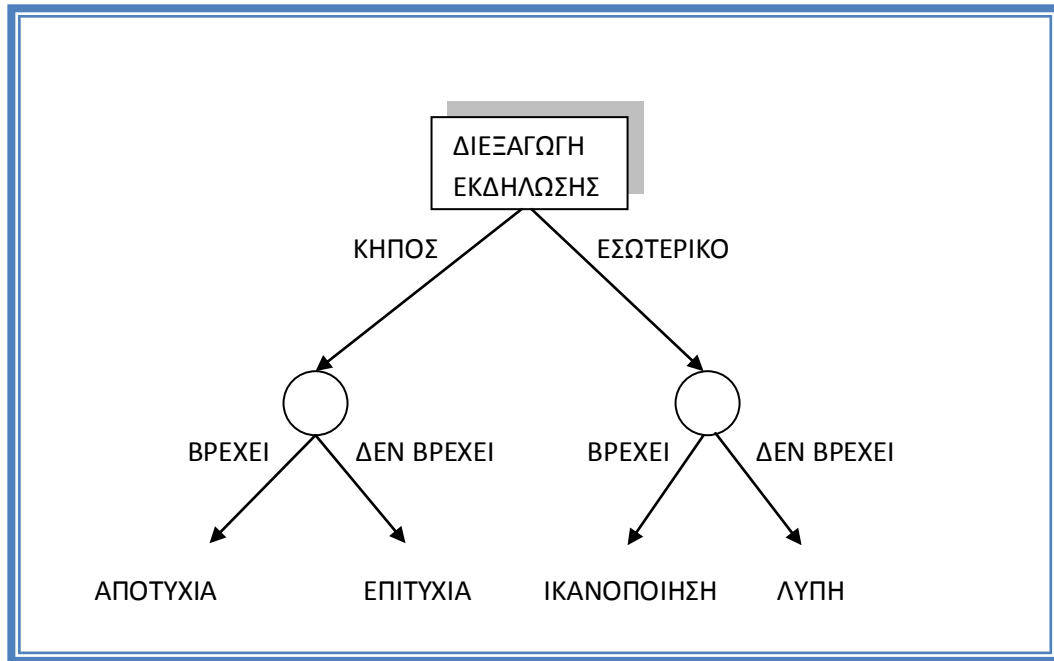 ΔΙΕΞΑΓΩΓΗ
ΕΚΔΗΛΩΣΗΣ
ΚΗΠΟΣ ΕΣΩΤΕΡΙΚΟ
ΒΡΕΧΕΙ ΔΕΝ ΒΡΕΧΕΙ ΒΡΕΧΕΙ ΔΕΝ ΒΡΕΧΕΙ
ΑΠΟΤΥΧΙΑ ΕΠΙΤΥΧΙΑ ΙΚΑΝΟΠΟΙΗΣΗ ΛΥΠΗ